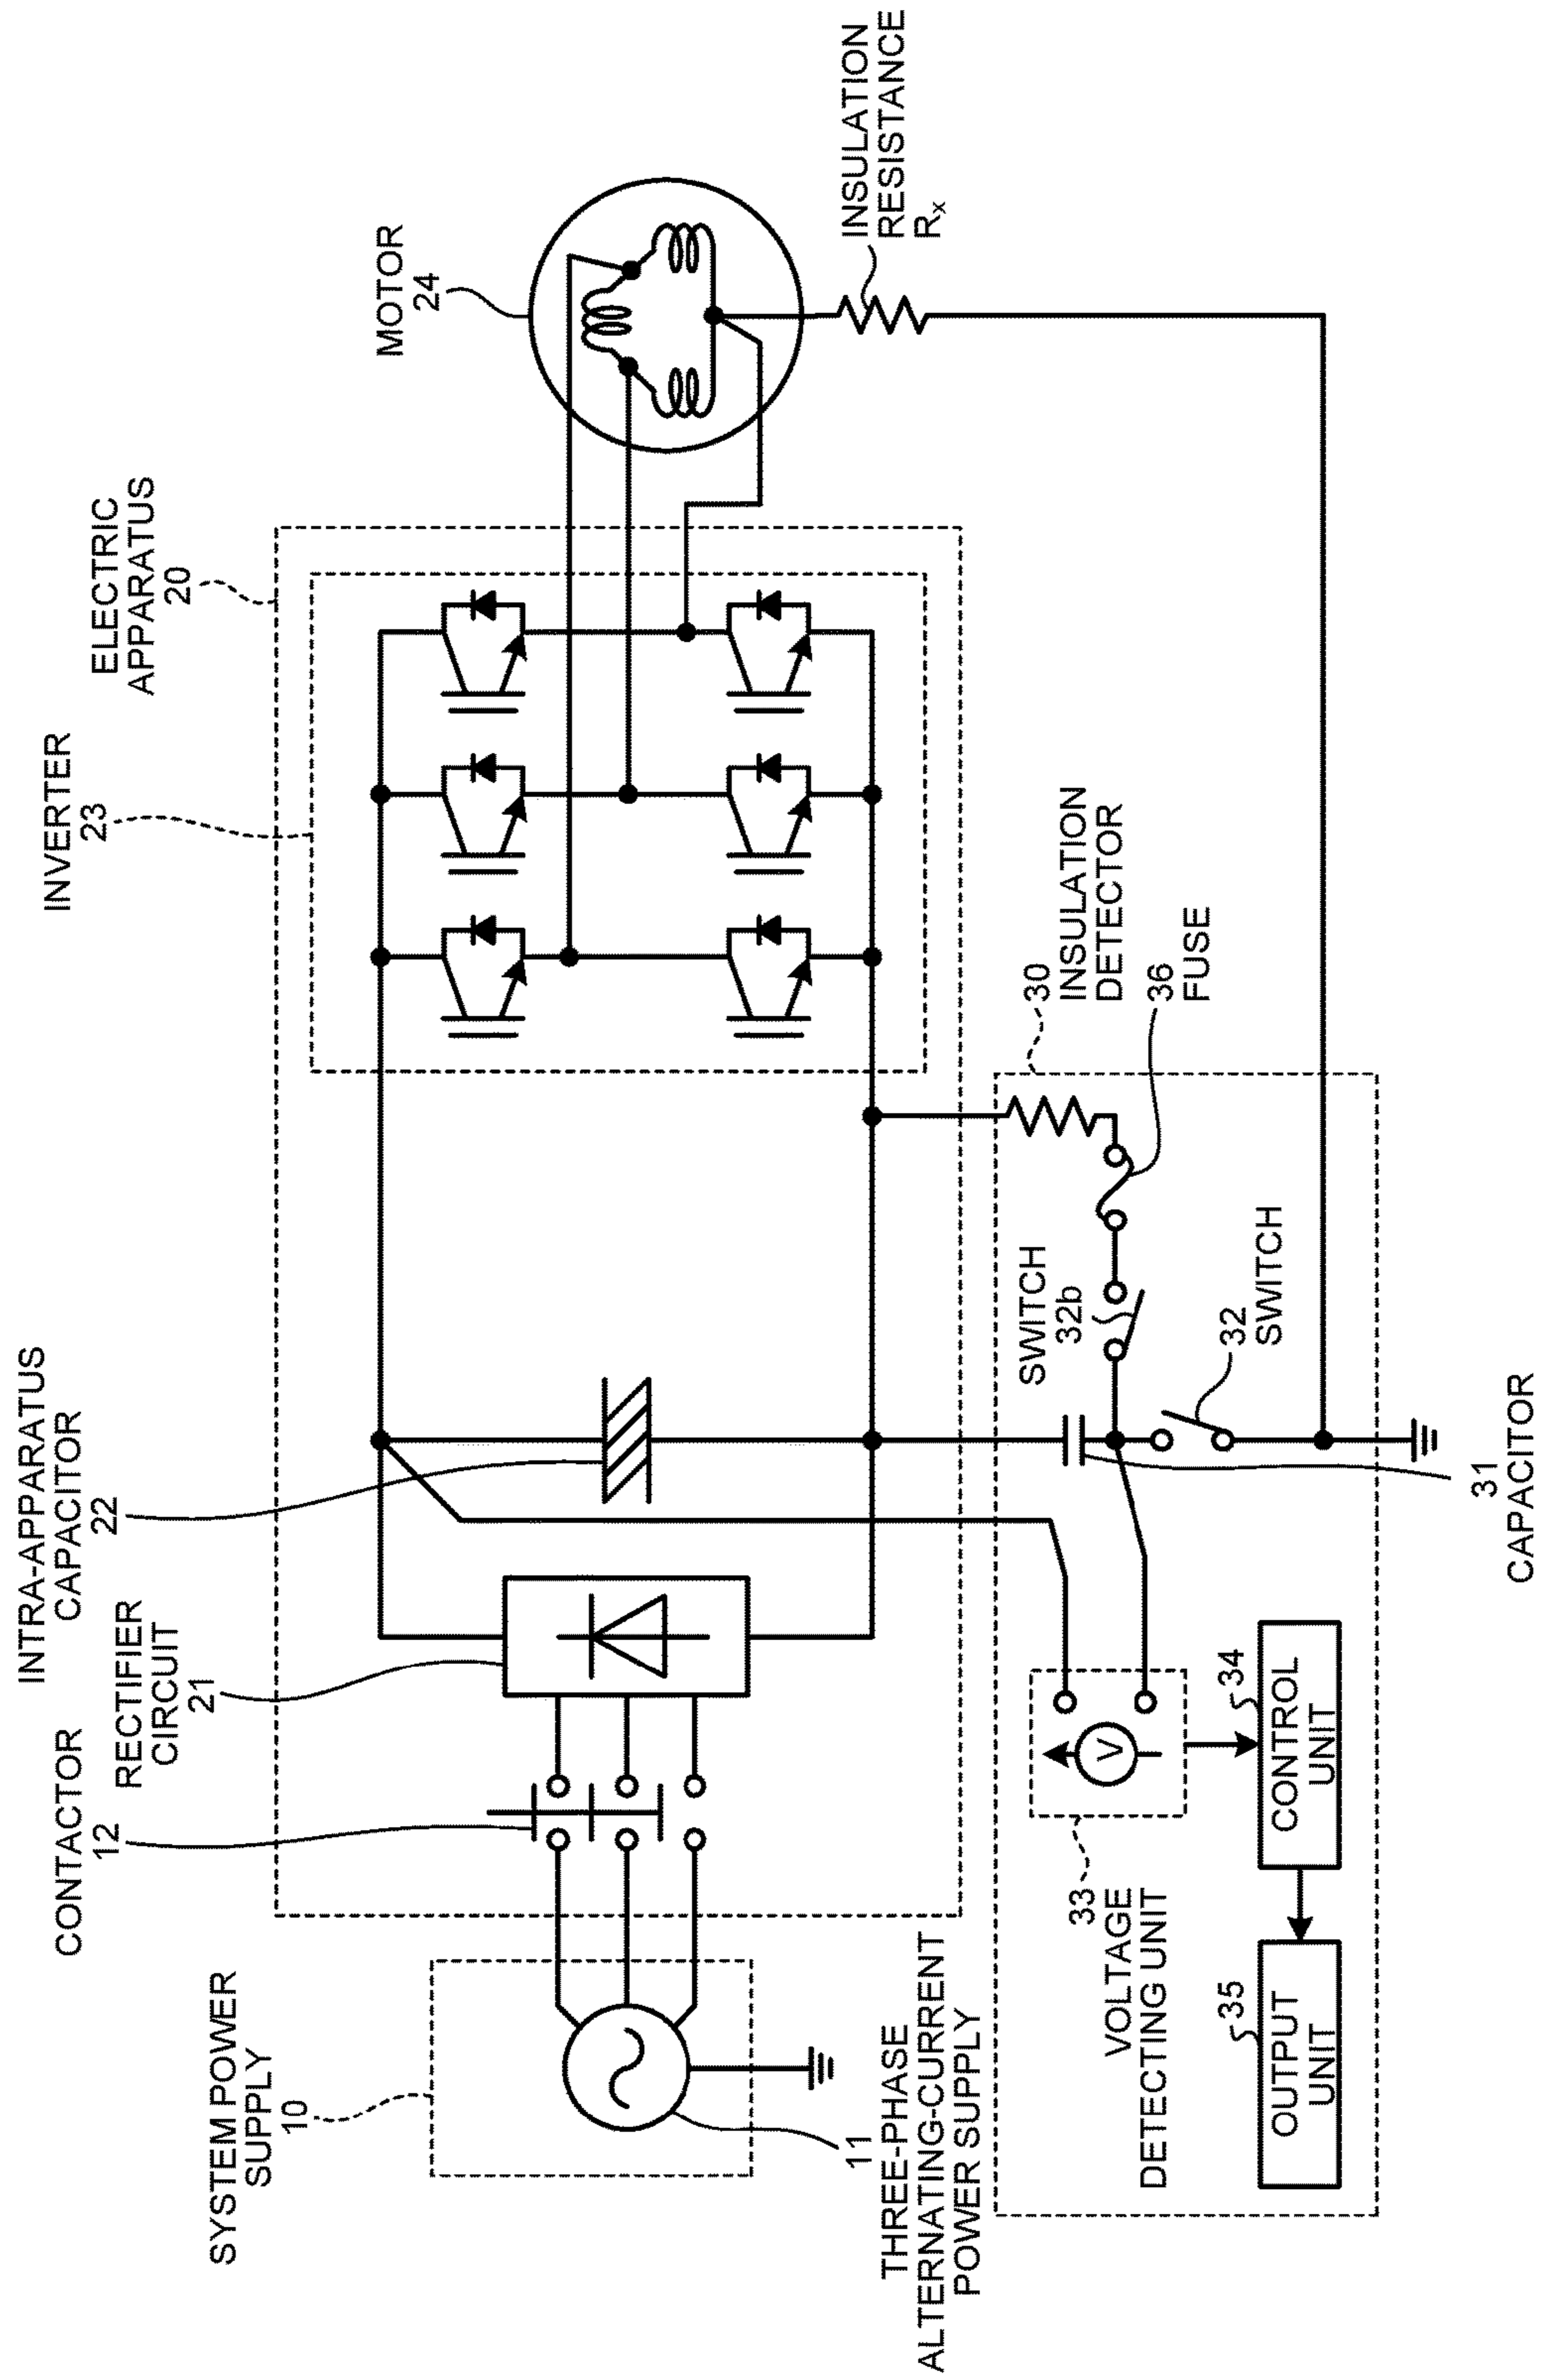 SYSTEM POWER
SUPPLY
10
11
THREE-PHASE
ALTERNATING-CURRENT
POWER SUPPLY
CONTACTOR
12
RECTIFIER
CIRCUIT
21
INTRA-APPARATUS
CAPACITOR
22
INVERTER
23
ELECTRIC
APPARATUS
20
MOTOR
24
INSULATION
RESISTANCE
Rx
30
INSULATION
DETECTOR
36
FUSE
SWITCH
32b
32
SWITCH
31
CAPACITOR
V
33
VOLTAGE
DETECTING UNIT
34
CONTROL
UNIT
35
OUTPUT
UNIT